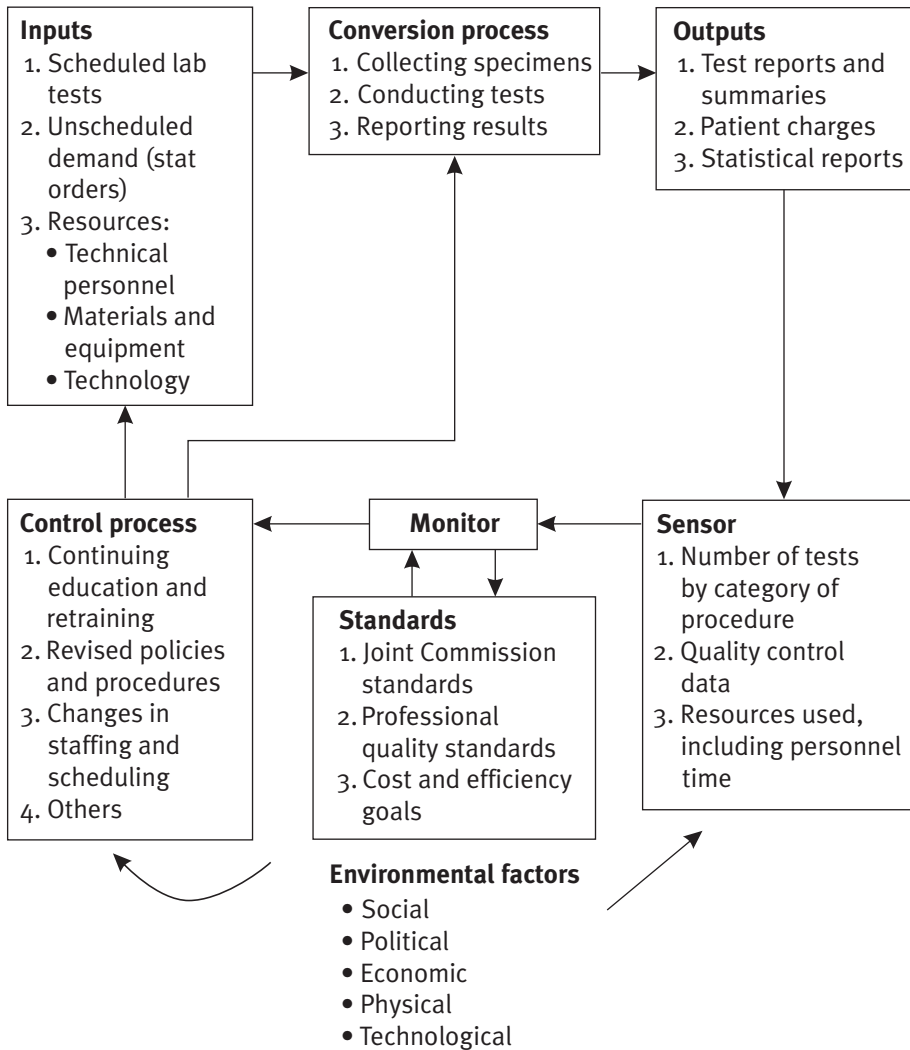 Inputs
1. Scheduled lab
tests
2. Unscheduled
demand (stat
orders)
3. Resources:
• Technical
personnel
• Materials and
equipment
• Technology
Conversion process
1. Collecting specimens
2. Conducting tests
3. Reporting results
Outputs
1. Test reports and
summaries
2. Patient charges
3. Statistical reports
Control process
1. Continuing
education and
retraining
2. Revised policies
and procedures
3. Changes in
staffing and
scheduling
4. Others
Monitor
Standards
1. Joint Commission
standards
2. Professional
quality standards
3. Cost and efficiency
goals
Sensor
1. Number of tests
by category of
procedure
2. Quality control
data
3. Resources used,
including personnel
time
Environmental factors
• Social
• Political
• Economic
• Physical
• Technological